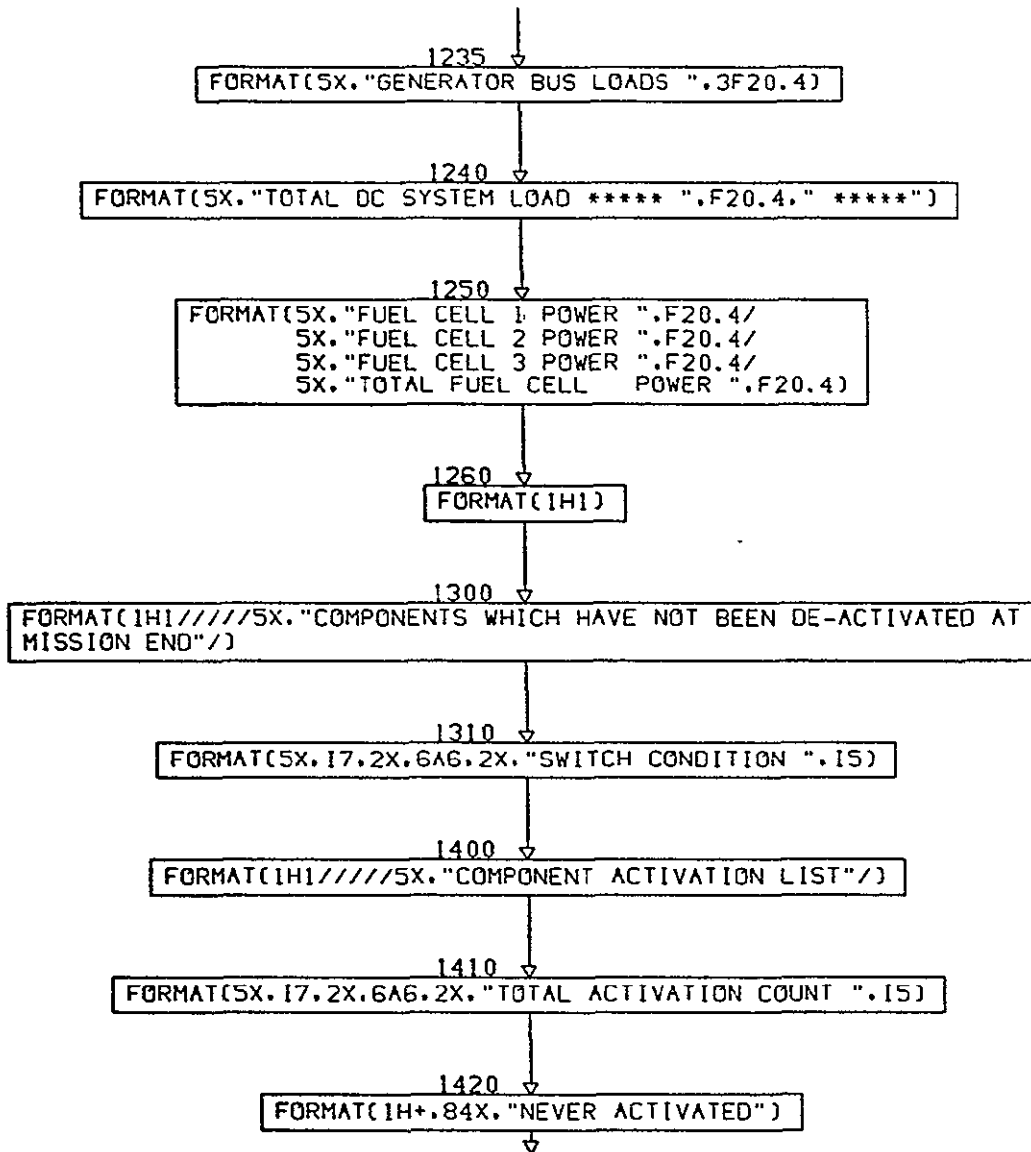 1235
FORMAT(5X."GENERATOR BUS LOADS ".3F20.4)
1240
FORMAT(5X."TOTAL DC SYSTEM LOAD ***** ".F20.4." *****")
1250
FORMAT(5X."FUEL CELL 1 POWER ".F20.4/
5X."FUEL CELL 2 POWER ".F20.4/
5X."FUEL CELL 3 POWER ".F20.4/
5X."TOTAL FUEL CELL   POWER ".F20.4)
1260
FORMAT(1H1)
1300
FORMAT(1H1/////5X."COMPONENTS WHICH HAVE NOT BEEN DE-ACTIVATED AT
MISSION END"/)
1310
FORMAT(5X.I7.2X.6A6.2X."SWITCH CONDITION ".I5)
1400
FORMAT(1H1/////5X."COMPONENT ACTIVATION LIST"/)
1410
FORMAT(5X.I7.2X.6A6.2X."TOTAL ACTIVATION COUNT ".I5)
1420
FORMAT(1H+.84X."NEVER ACTIVATED")